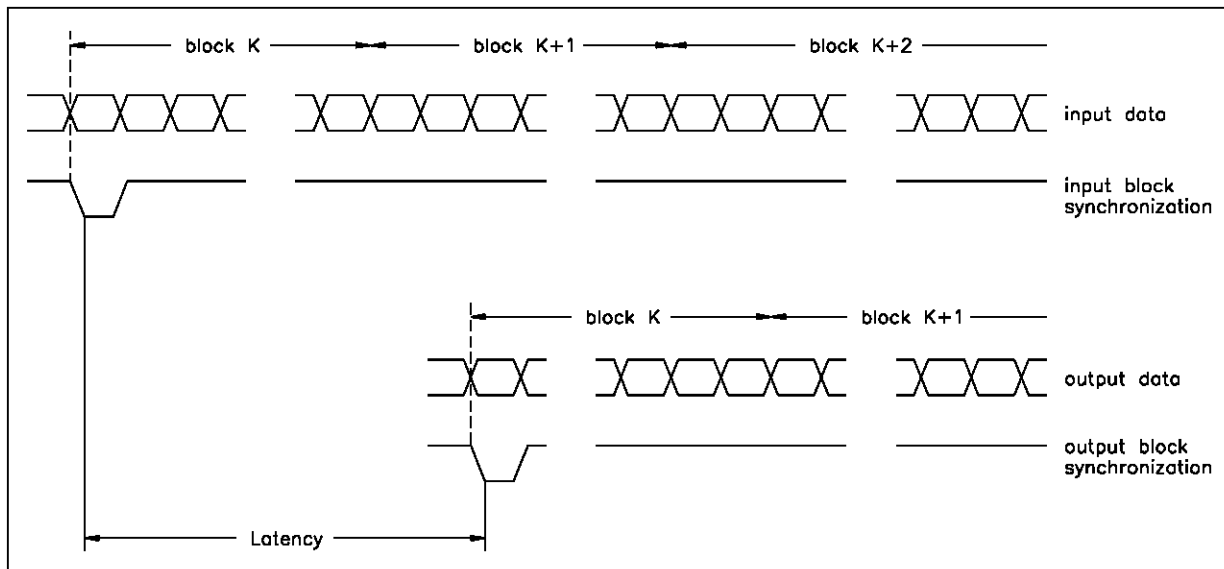 block K
block K+1
block K+2
input data
input block
synchronization
block K
block K+1
output data
output block
synchronization
Latency